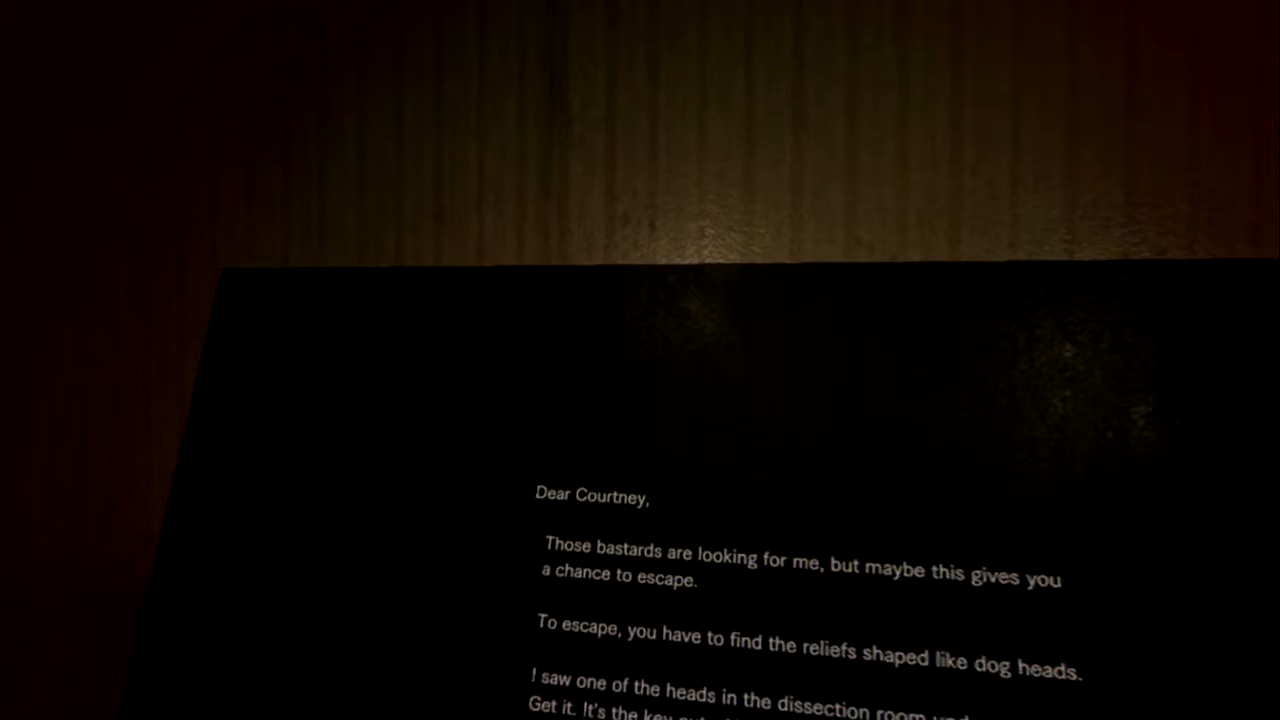 Dear Courtney,
Those bastards are looking for me, but maybe this gives you
a chance to escape.
To escape, you have to find the reliefs shaped like dog heads.
I saw one of the heads in the dissection room
Get it. It's the key